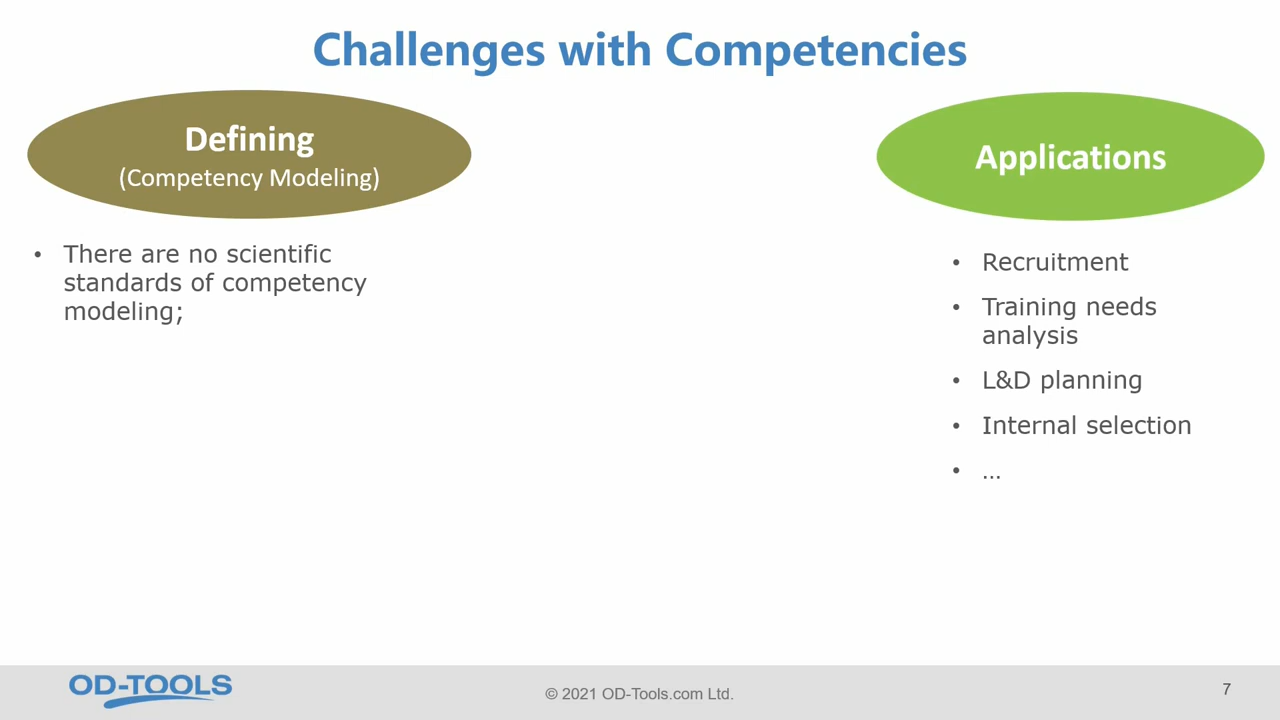 Challenges with Competencies
Defining
(Competency Modeling)
• There are no scientific
standards of competency
modeling;
Applications
• Recruitment
• Training needs
analysis
• L&D planning
• Internal selection
• ...
OD-TOOLS
© 2021 OD-Tools.com Ltd.
7